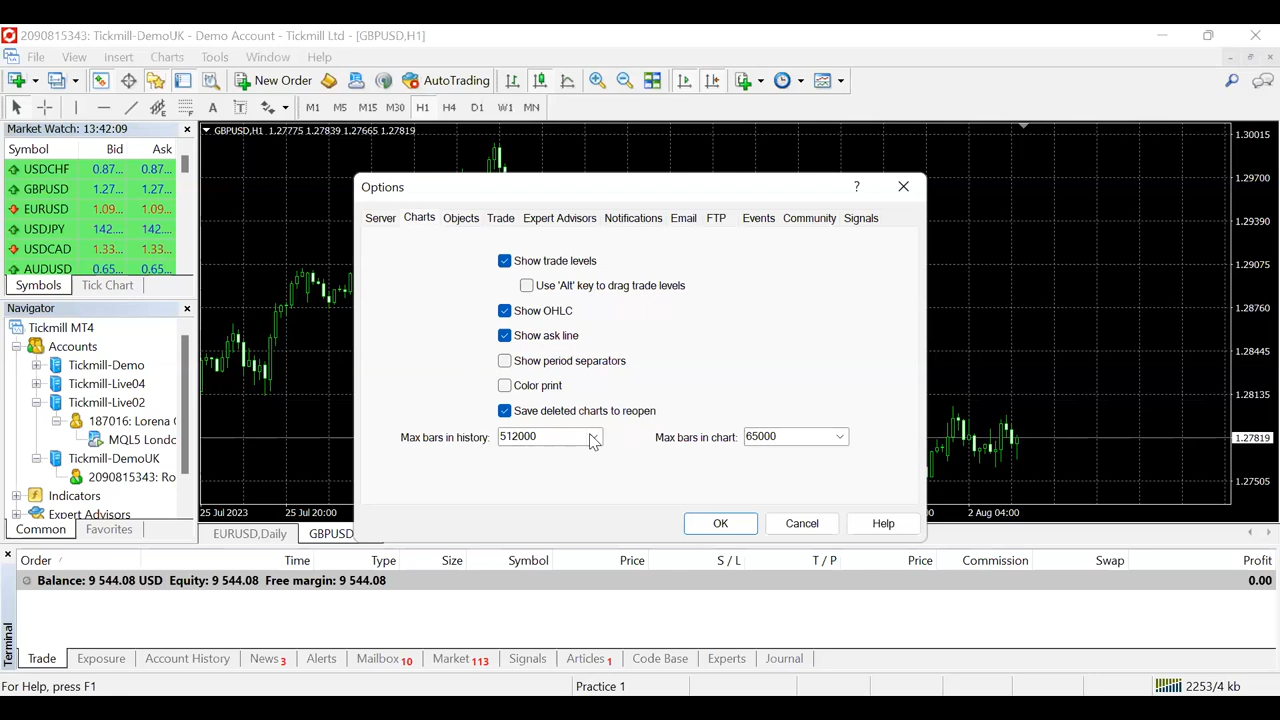 2090815343: Tickmill-DemoUK - Demo Account - Tickmill Ltd - [GBPUSD,H1]
File View Insert Charts Tools Window Help
New Order AutoTrading
A T M1 M5 M15 M30 H1 H4 D1 W1 MN
Market Watch: 13:42:09
Symbol Bid Ask
USDCHF 0.87... 0.87...
GBPUSD 1.27... 1.27...
EURUSD 1.09... 1.09...
USDJPY 142.... 142....
USDCAD 1.33... 1.33...
AUDUSD 0.65... 0.65...
Symbols Tick Chart
Navigator
Tickmill MT4
Accounts
Tickmill-Demo
Tickmill-Live04
Tickmill-Live02
187016: Lorena
MQL5 Londc
Tickmill-DemoUK
2090815343: Ro
Indicators
Expert Advisors
Common Favorites
GBPUSD,H1 1.27775 1.27839 1.27665 1.27819
1.30015
1.29700
1.29390
1.29075
1.28760
1.28445
1.28135
1.27819
1.27505
25 Jul 2023 25 Jul 20:00 00 2 Aug 04:00
EURUSD,Daily GBPUSD
Options
Server Charts Objects Trade Expert Advisors Notifications Email FTP Events Community Signals
Show trade levels
Use 'Alt' key to drag trade levels
Show OHLC
Show ask line
Show period separators
Color print
Save deleted charts to reopen
Max bars in history: 512000 Max bars in chart: 65000
OK Cancel Help
Order / Time Type Size Symbol Price S / L T / P Price Commission Swap Profit
Balance: 9 544.08 USD Equity: 9 544.08 Free margin: 9 544.08 0.00
Terminal
Trade Exposure Account History News 3 Alerts Mailbox 10 Market 113 Signals Articles 1 Code Base Experts Journal
For Help, press F1 Practice 1 2253/4 kb